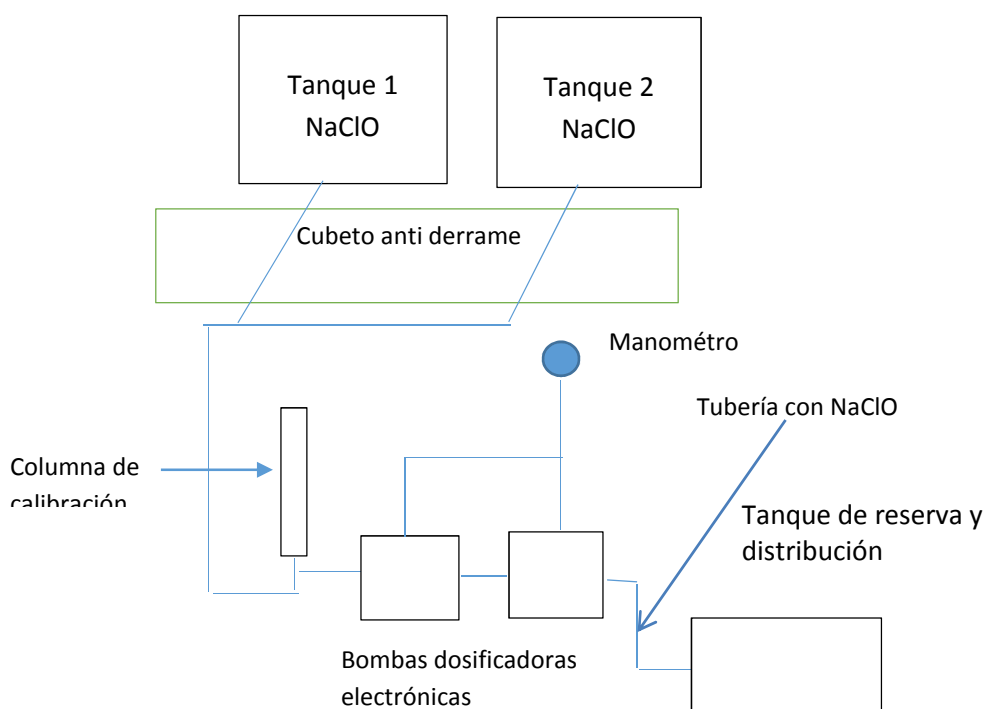 Tanque 1
NaClO
Tanque 2
NaClO
Cubeto anti derrame
Manométro
Tubería con NaClO
Columna de
calibración
Tanque de reserva y
distribución
Bombas dosificadoras
electrónicas